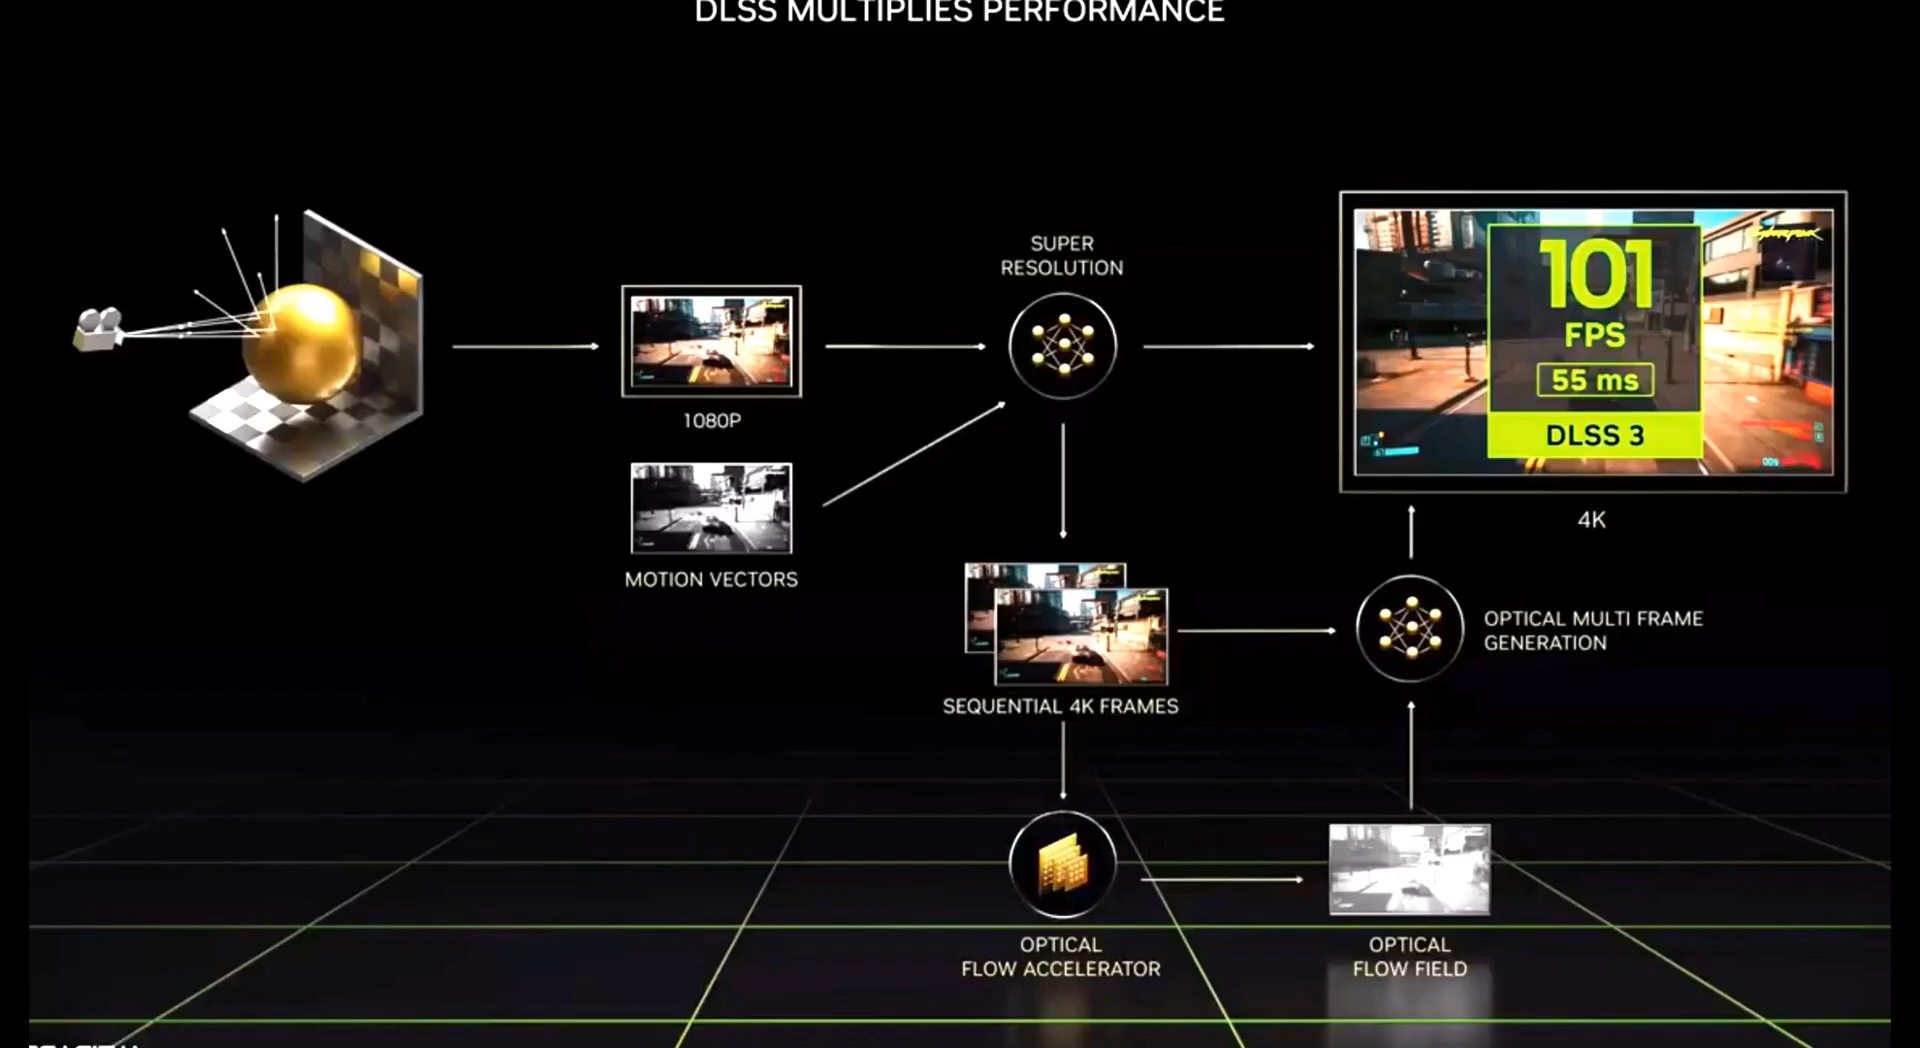 DLSS MULTIPLIES PERFORMANCE
SUPER
RESOLUTION
1080P
MOTION VECTORS
101
FPS
55 ms
DLSS 3
4K
SEQUENTIAL 4K FRAMES
OPTICAL MULTI FRAME
GENERATION
OPTICAL
FLOW ACCELERATOR
OPTICAL
FLOW FIELD